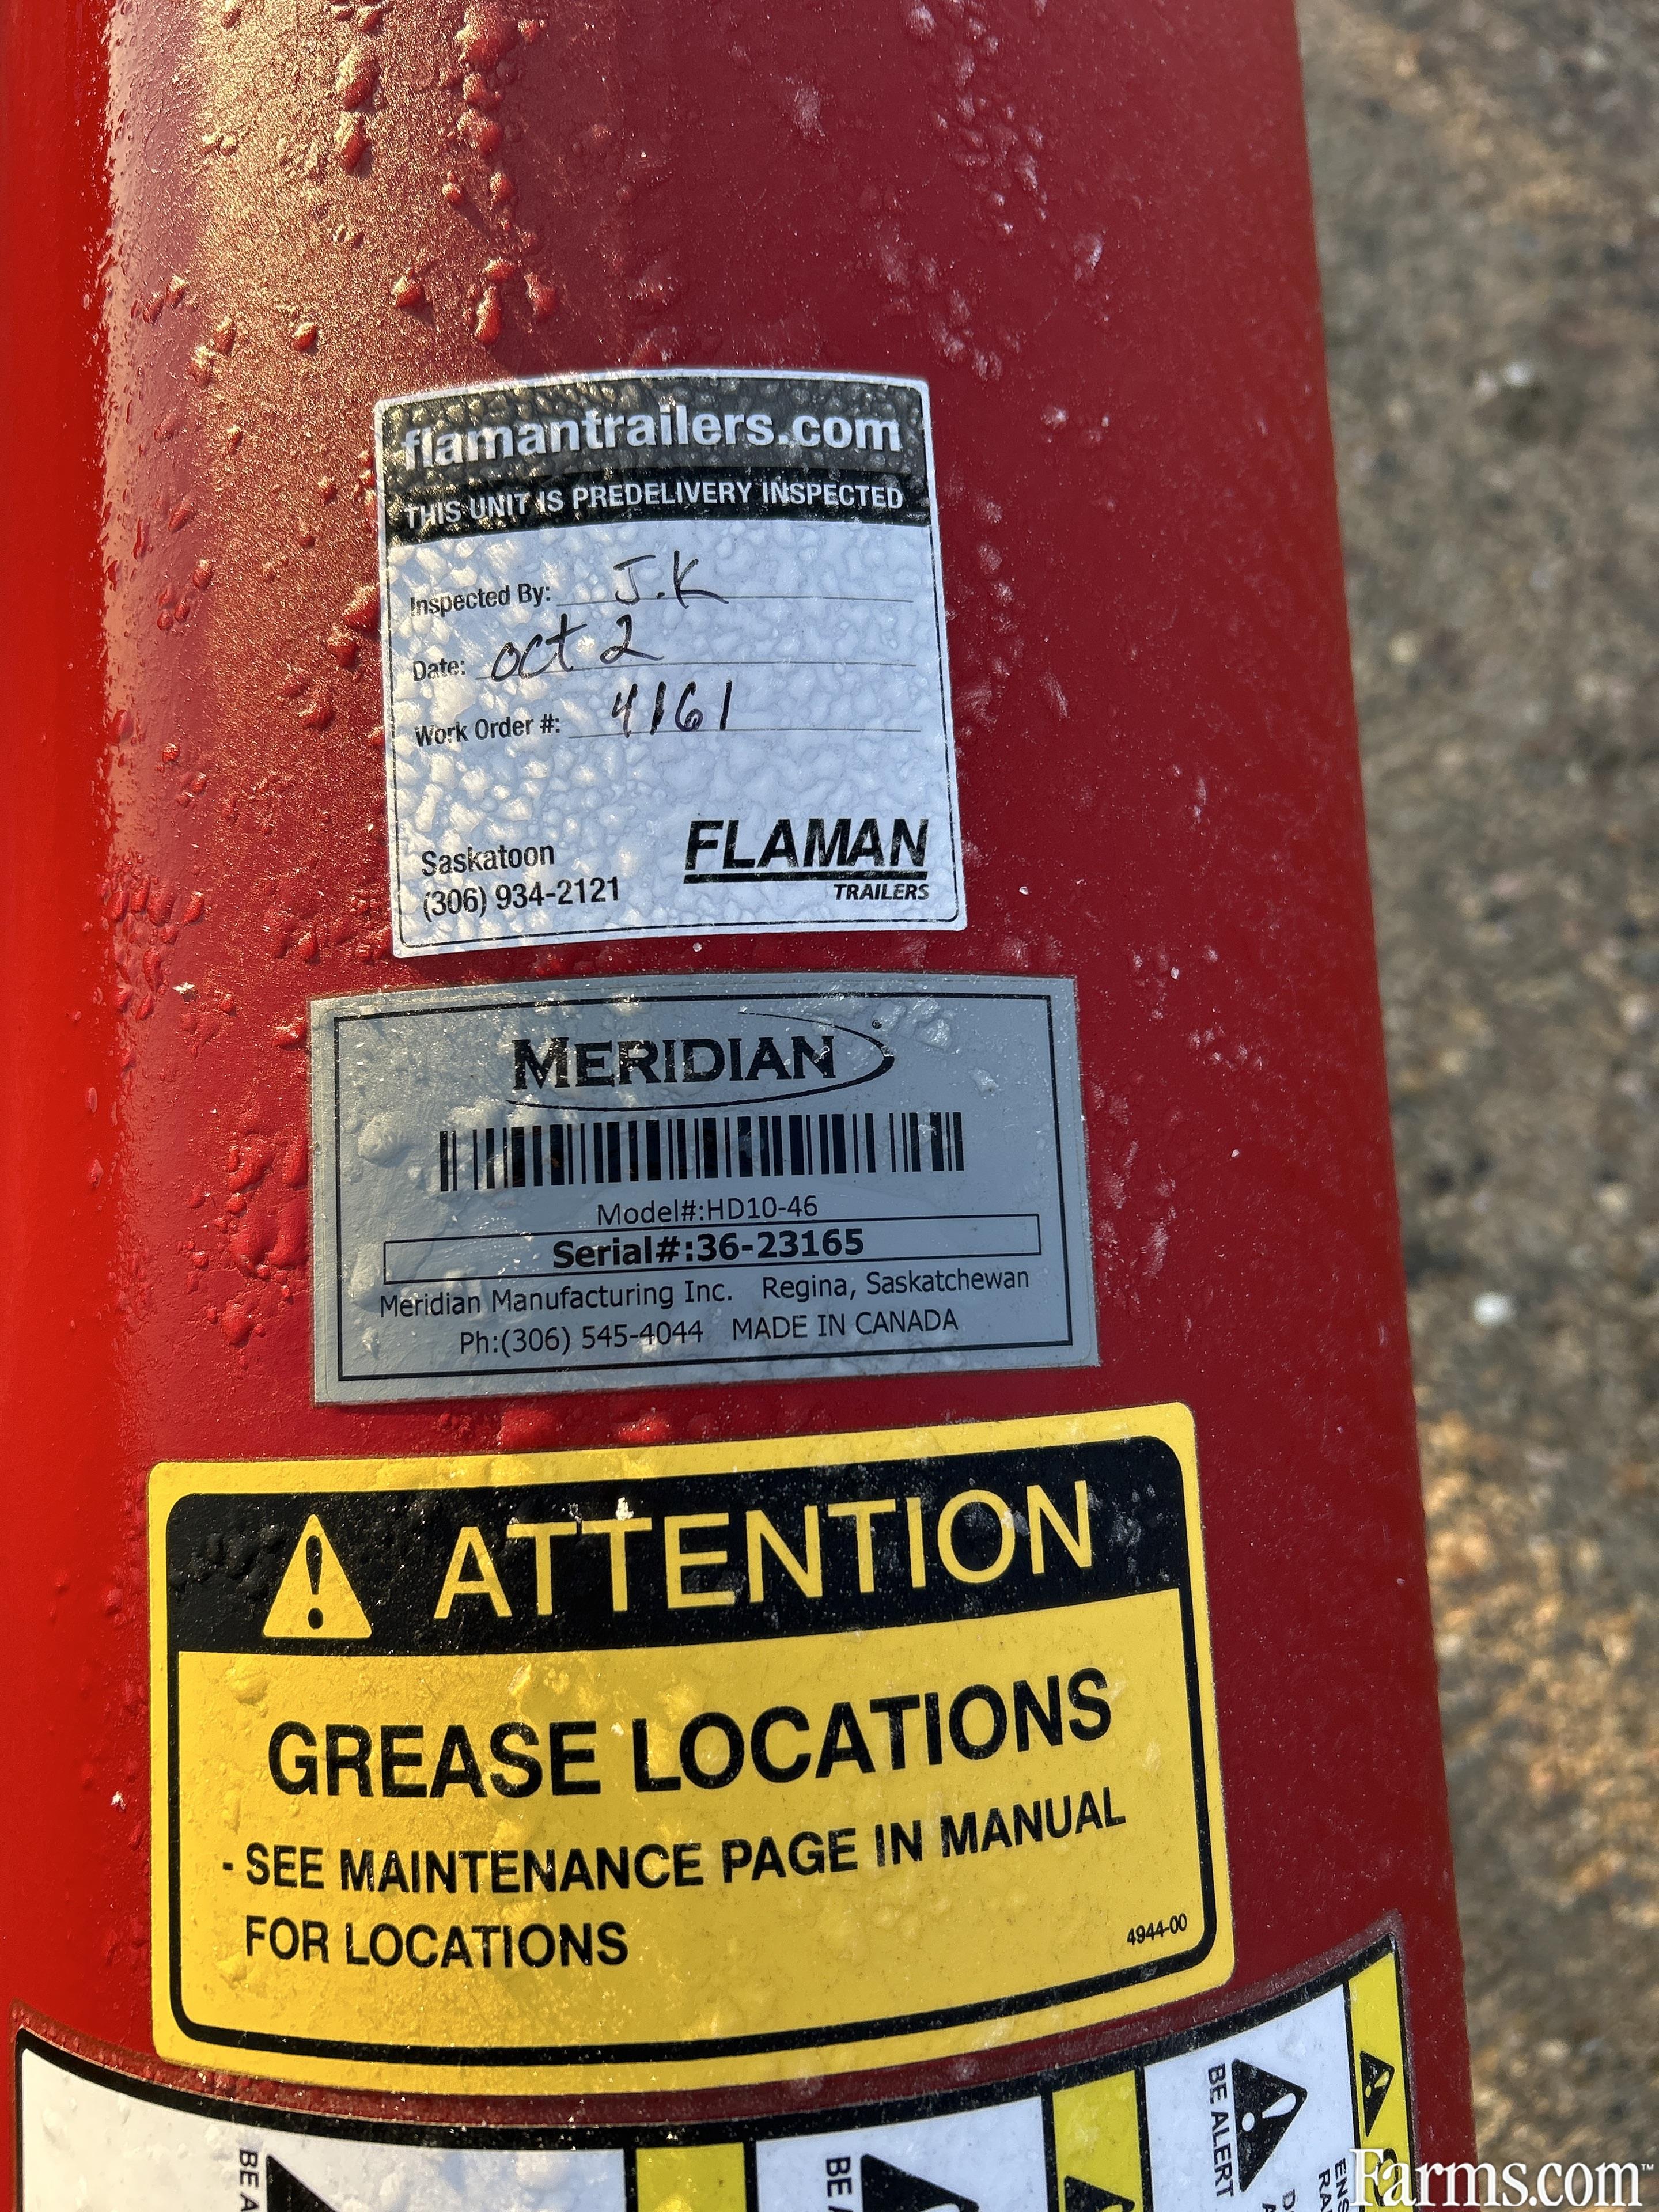 flamantrailers.com
THIS UNIT IS PREDELIVERY INSPECTED
Inspected By: J.K
Date: oct 2
Work Order #: 4161
Saskatoon
(306) 934-2121
FLAMAN
TRAILERS
MERIDIAN
Model#:HD10-46
Serial#:36-23165
Meridian Manufacturing Inc. Regina, Saskatchewan
Ph:(306) 545-4044 MADE IN CANADA
ATTENTION
GREASE LOCATIONS
- SEE MAINTENANCE PAGE IN MANUAL
FOR LOCATIONS
4944-00
BE ALERT
Farms.com™